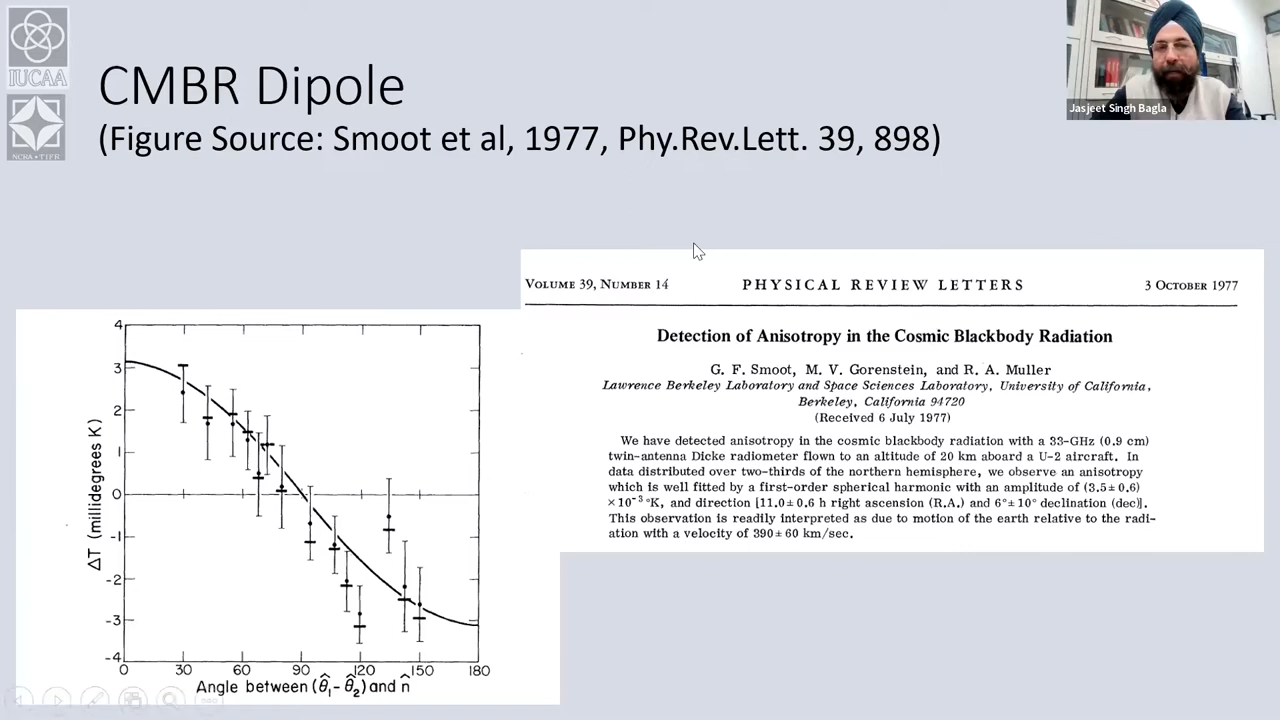 IUCAA
NCRA • TIFR
CMBR Dipole
(Figure Source: Smoot et al, 1977, Phy.Rev.Lett. 39, 898)
Jasjeet Singh Bagla
VOLUME 39, NUMBER 14 PHYSICAL REVIEW LETTERS 3 OCTOBER 1977
Detection of Anisotropy in the Cosmic Blackbody Radiation
G. F. Smoot, M. V. Gorenstein, and R. A. Muller
Lawrence Berkeley Laboratory and Space Sciences Laboratory, University of California,
Berkeley, California 94720
(Received 6 July 1977)
We have detected anisotropy in the cosmic blackbody radiation with a 33-GHz (0.9 cm)
twin-antenna Dicke radiometer flown to an altitude of 20 km aboard a U-2 aircraft. In
data distributed over two-thirds of the northern hemisphere, we observe an anisotropy
which is well fitted by a first-order spherical harmonic with an amplitude of (3.5± 0.6)
×10⁻³ °K, and direction [11.0± 0.6 h right ascension (R.A.) and 6°± 10° declination (dec)].
This observation is readily interpreted as due to motion of the earth relative to the radi-
ation with a velocity of 390± 60 km/sec.
ΔT (millidegrees K)
4
3
2
1
0
-1
-2
-3
-4
0 30 60 90 120 150 180
Angle between (θ̂₁-θ̂₂) and n̂